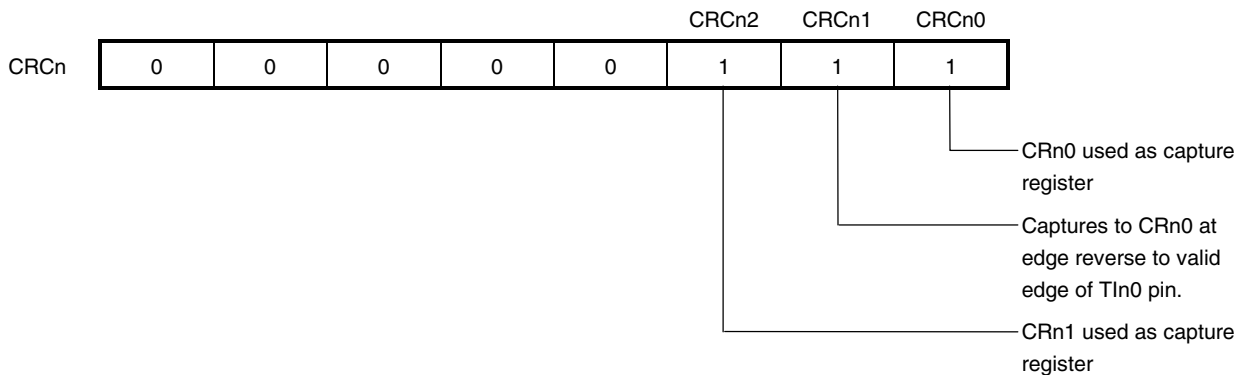 CRCn2 CRCn1 CRCn0
CRCn 0 0 0 0 0 1 1 1
CRn0 used as capture
register
Captures to CRn0 at
edge reverse to valid
edge of TIn0 pin.
CRn1 used as capture
register